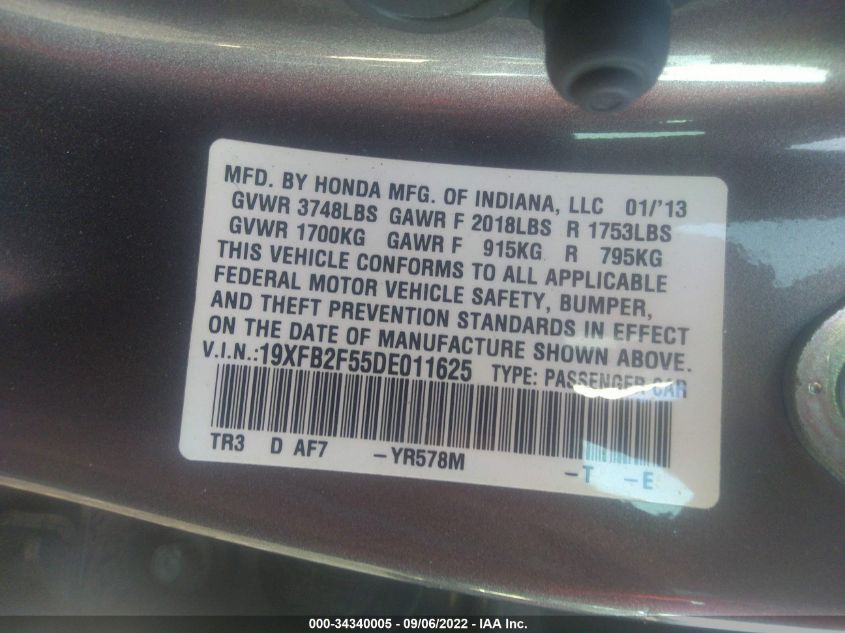 MFD. BY HONDA MFG. OF INDIANA, LLC 01/'13
GVWR 3748LBS GAWR F 2018LBS R 1753LBS
GVWR 1700KG GAWR F 915KG R 795KG
THIS VEHICLE CONFORMS TO ALL APPLICABLE
FEDERAL MOTOR VEHICLE SAFETY, BUMPER,
AND THEFT PREVENTION STANDARDS IN EFFECT
ON THE DATE OF MANUFACTURE SHOWN ABOVE.
V.I.N.:19XFB2F55DE011625 TYPE: PASSENGER CAR
TR3 D AF7 -YR578M -T -E
000-34340005 - 09/06/2022 - IAA Inc.